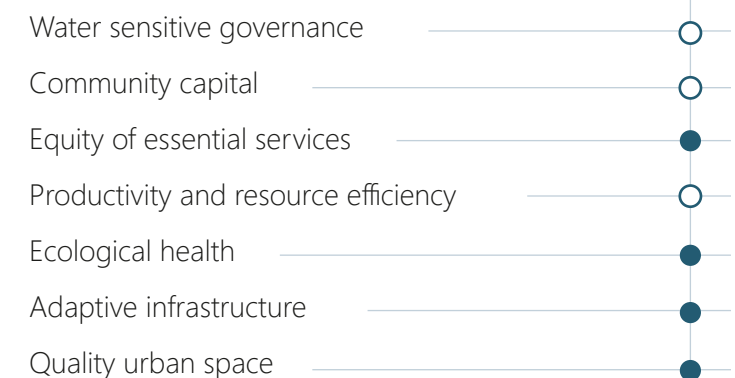 Water sensitive governance
Community capital
Equity of essential services
Productivity and resource efficiency
Ecological health
Adaptive infrastructure
Quality urban space